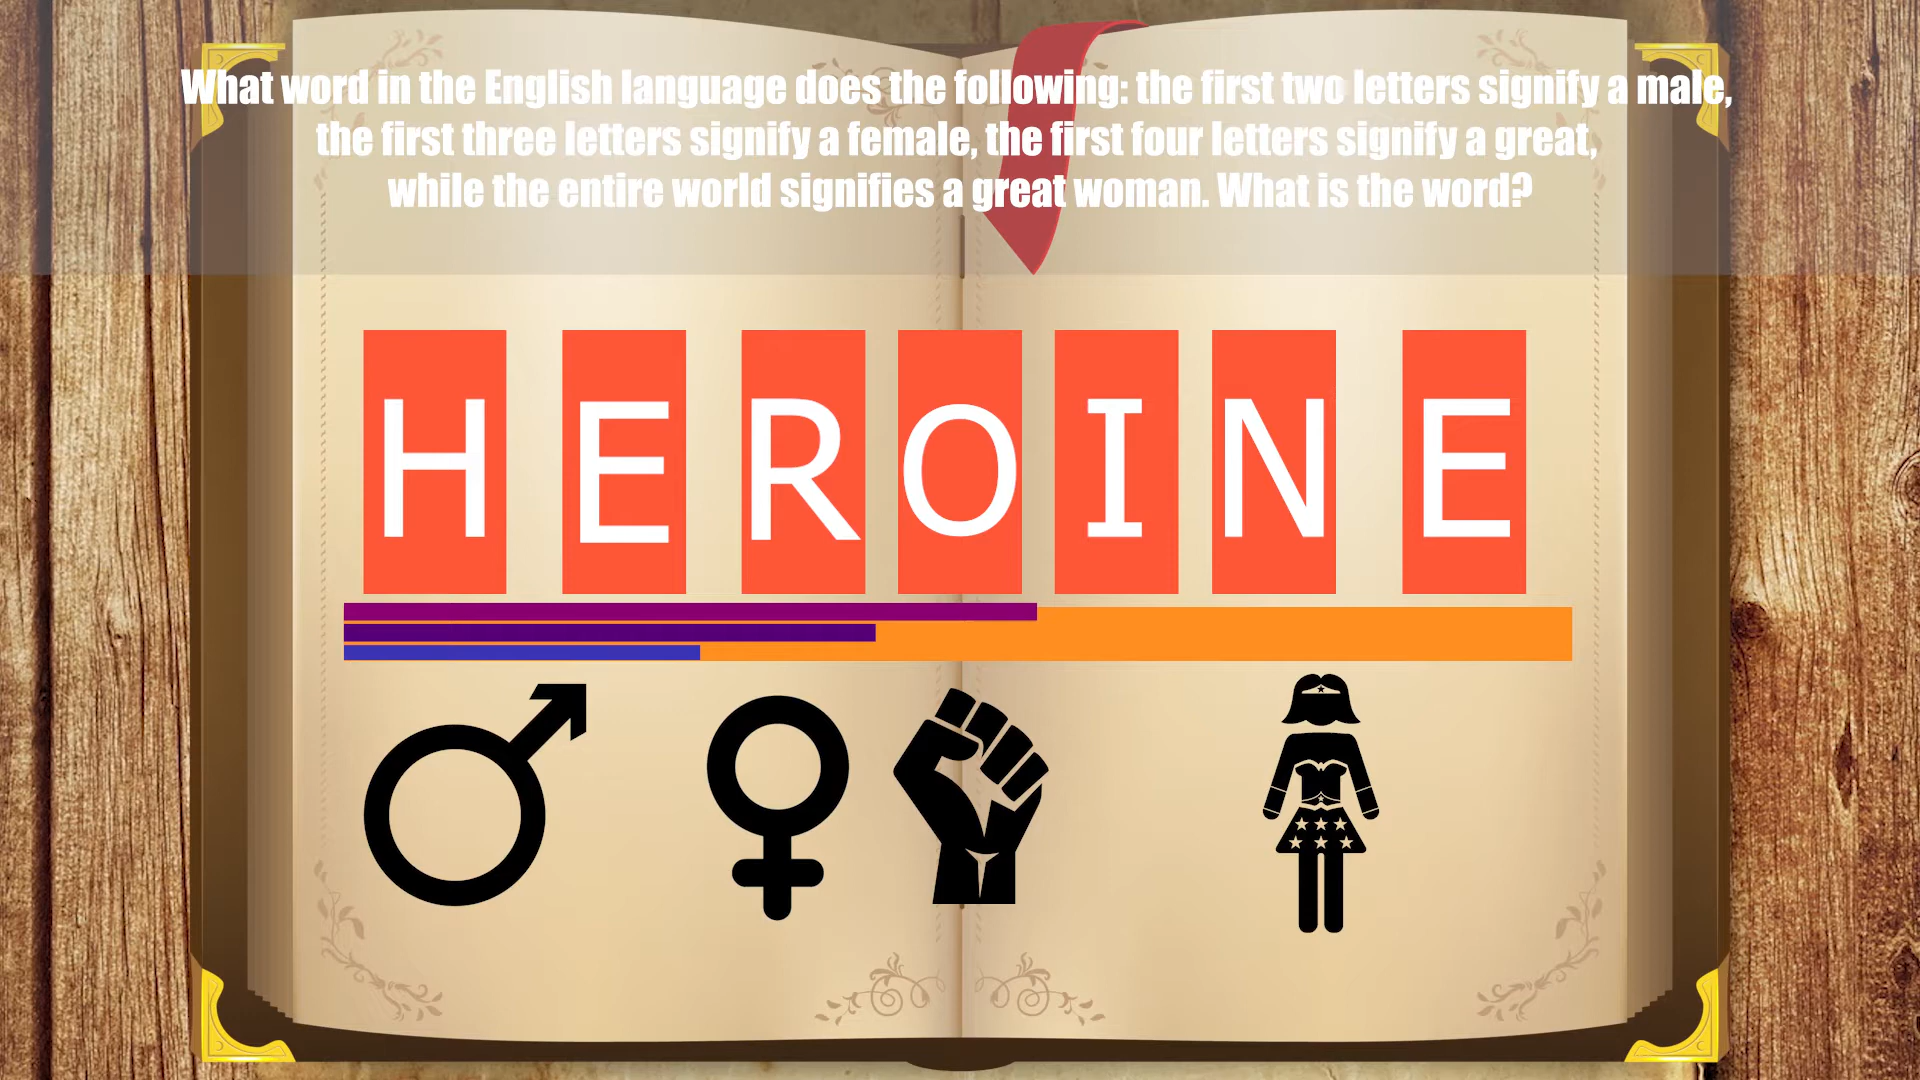 What word in the English language does the following: the first two letters signify a male,
the first three letters signify a female, the first four letters signify a great,
while the entire world signifies a great woman. What is the word?
HEROINE